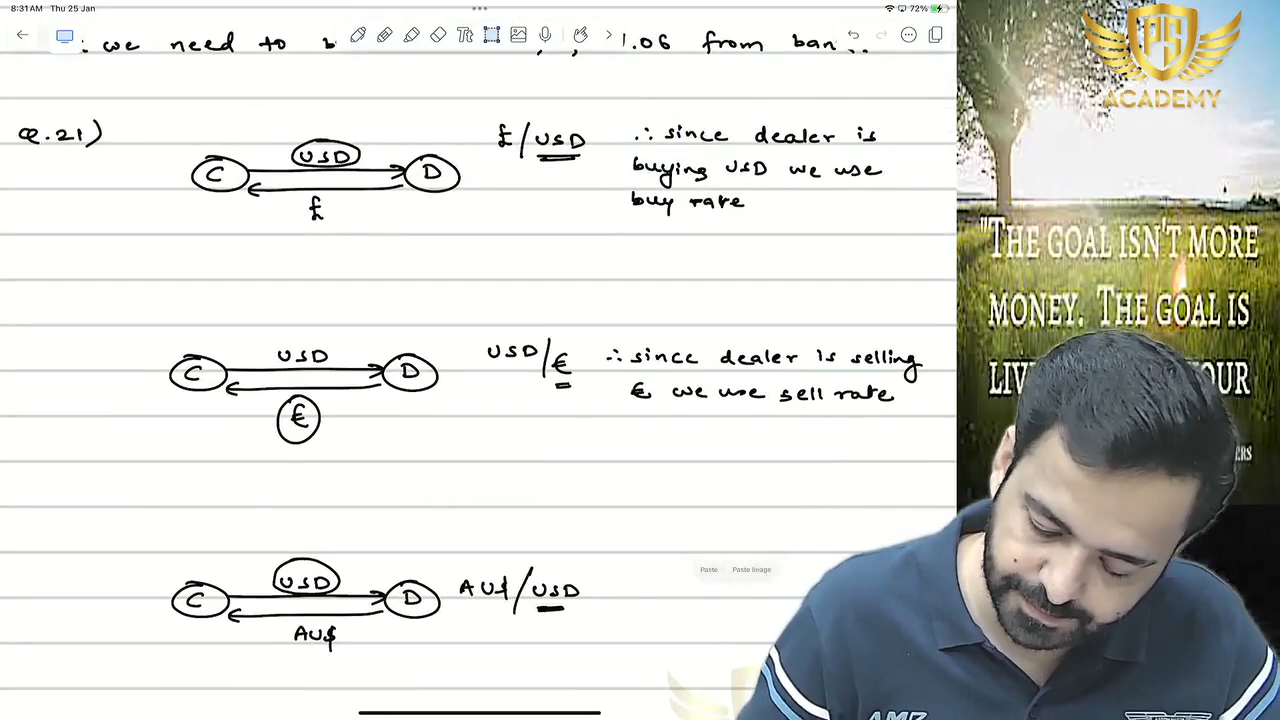 8:31 AM Thu 25 Jan
72%
PS
ACADEMY
: we need to
1.06 from ban
Tt
Q.21)
USD
C
D
£
£/USD
∴ since dealer is
buying USD we use
buy rate
"THE GOAL ISN'T MORE
MONEY. THE GOAL IS
USD
C
D
€
USD/€
∴ since dealer is selling
€ we use sell rate
USD
C
D
AU$
AU$/USD
Paste Paste Image